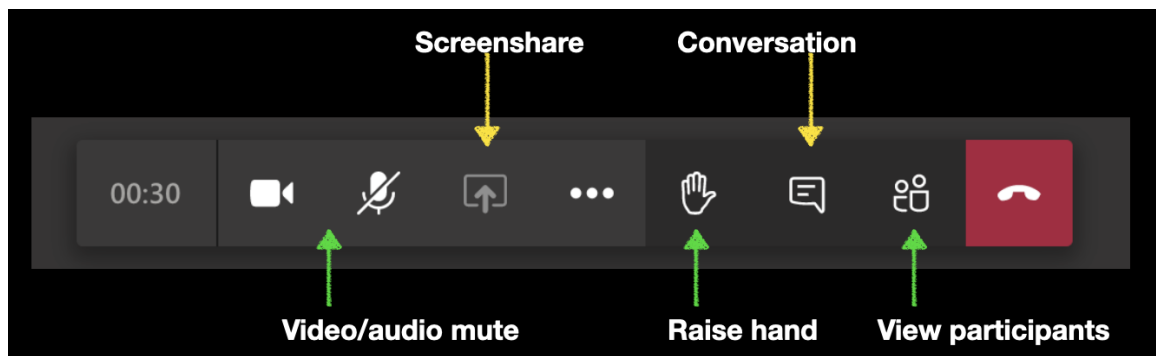 Screenshare
Conversation
00:30
Video/audio mute
Raise hand
View participants